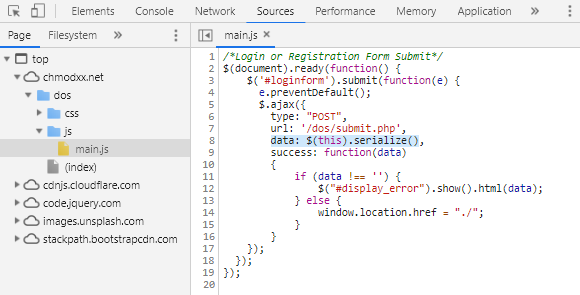 Elements Console Sources Network Performance Memory Application Security
Page Filesystem »
main.js ×
top
chmodxx.net
dos
css
js
main.js
(index)
cdnjs.cloudflare.com
code.jquery.com
images.unsplash.com
stackpath.bootstrapcdn.com
1 /*Login or Registration Form Submit*/
2 $(document).ready(function() {
3 $('#loginform').submit(function(e) {
4 e.preventDefault();
5 $.ajax({
6 type: "POST",
7 url: '/dos/submit.php',
8 data: $(this).serialize(),
9 success: function(data)
10 {
11 if (data !== '') {
12 $("#display_error").show().html(data);
13 } else {
14 window.location.href = "./";
15 }
16 }
17 });
18 });
19 });
20